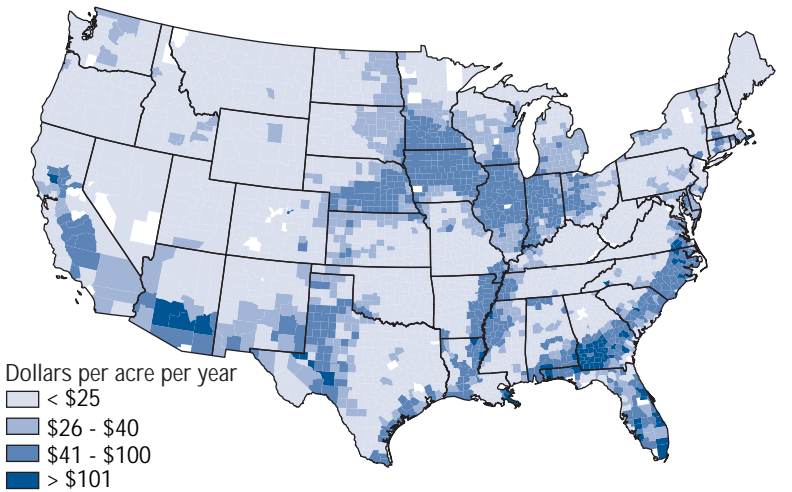 Dollars per acre per year
< $25
$26 - $40
$41 - $100
> $101